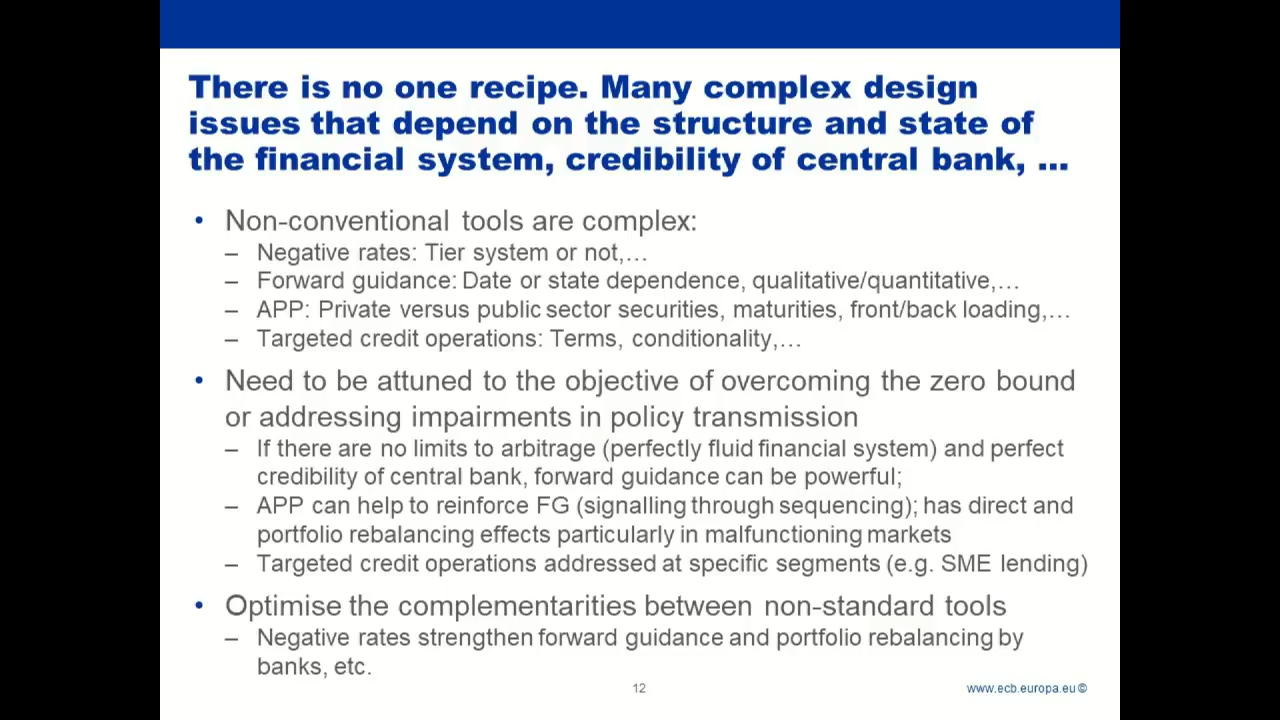 There is no one recipe. Many complex design
issues that depend on the structure and state of
the financial system, credibility of central bank, ...
• Non-conventional tools are complex:
– Negative rates: Tier system or not,…
– Forward guidance: Date or state dependence, qualitative/quantitative,…
– APP: Private versus public sector securities, maturities, front/back loading,…
– Targeted credit operations: Terms, conditionality,…
• Need to be attuned to the objective of overcoming the zero bound
or addressing impairments in policy transmission
– If there are no limits to arbitrage (perfectly fluid financial system) and perfect
credibility of central bank, forward guidance can be powerful;
– APP can help to reinforce FG (signalling through sequencing); has direct and
portfolio rebalancing effects particularly in malfunctioning markets
– Targeted credit operations addressed at specific segments (e.g. SME lending)
• Optimise the complementarities between non-standard tools
– Negative rates strengthen forward guidance and portfolio rebalancing by
banks, etc.
12
www.ecb.europa.eu ©